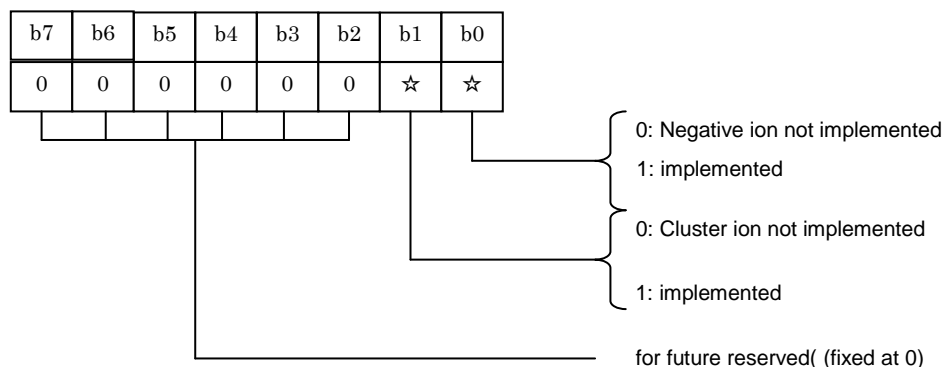 b7 b6 b5 b4 b3 b2 b1 b0
0 0 0 0 0 0 ☆ ☆
0: Negative ion not implemented
1: implemented
0: Cluster ion not implemented
1: implemented
for future reserved( (fixed at 0)